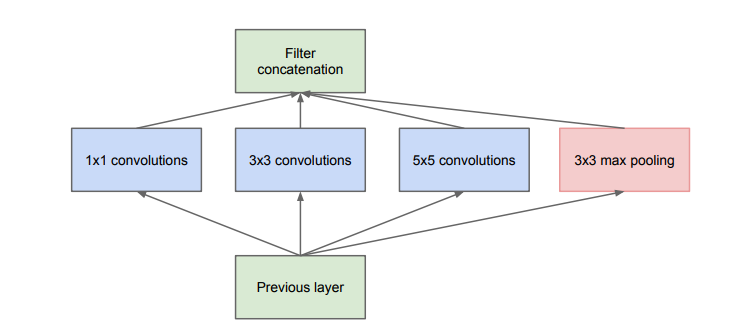 Filter
concatenation
1x1 convolutions
3x3 convolutions
5x5 convolutions
3x3 max pooling
Previous layer